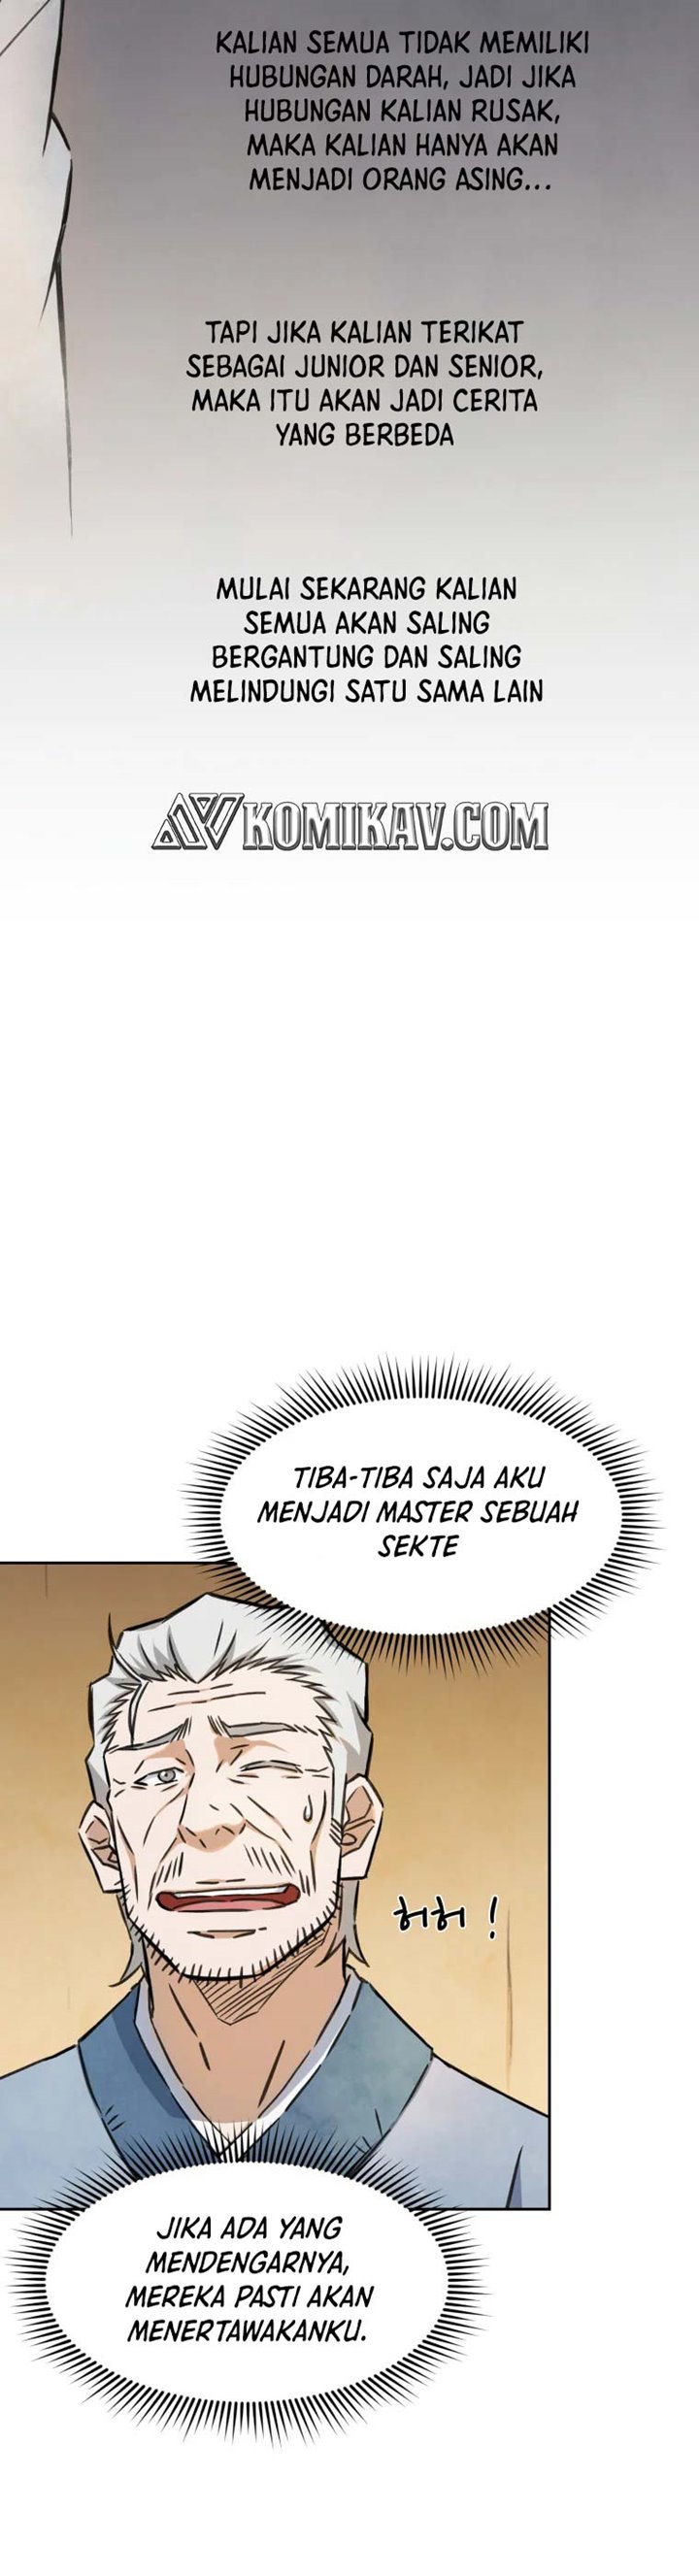 KALIAN SEMUA TIDAK MEMILIKI
HUBUNGAN DARAH, JADI JIKA
HUBUNGAN KALIAN RUSAK,
MAKA KALIAN HANYA AKAN
MENJADI ORANG ASING...
TAPI JIKA KALIAN TERIKAT
SEBAGAI JUNIOR DAN SENIOR,
MAKA ITU AKAN JADI CERITA
YANG BERBEDA
MULAI SEKARANG KALIAN
SEMUA AKAN SALING
BERGANTUNG DAN SALING
MELINDUNGI SATU SAMA LAIN
KOMIKAV.COM
TIBA-TIBA SAJA AKU
MENJADI MASTER SEBUAH
SEKTE
허허!
JIKA ADA YANG
MENDENGARNYA,
MEREKA PASTI AKAN
MENERTAWAKANKU.